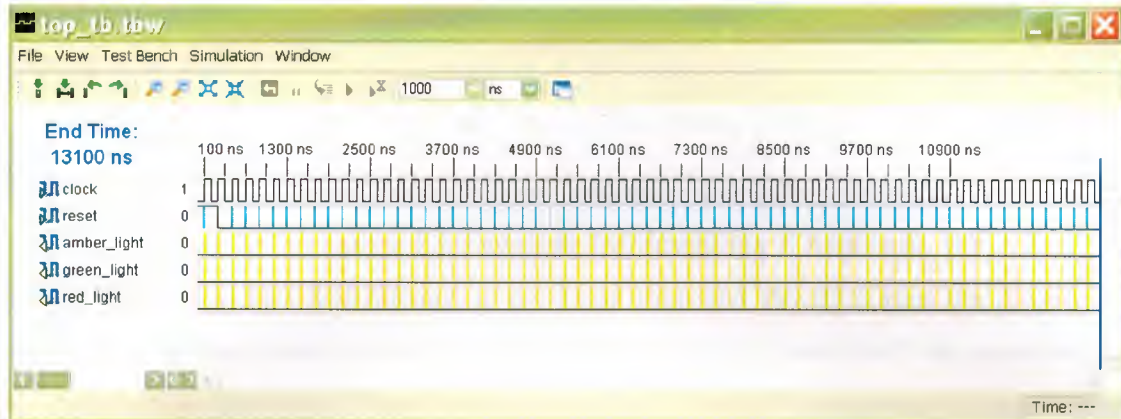 top_tb.tbw
File View Test Bench Simulation Window
1000 ns
End Time:
13100 ns
100 ns 1300 ns 2500 ns 3700 ns 4900 ns 6100 ns 7300 ns 8500 ns 9700 ns 10900 ns
clock 1
reset 0
amber_light 0
green_light 0
red_light 0
Time: ---